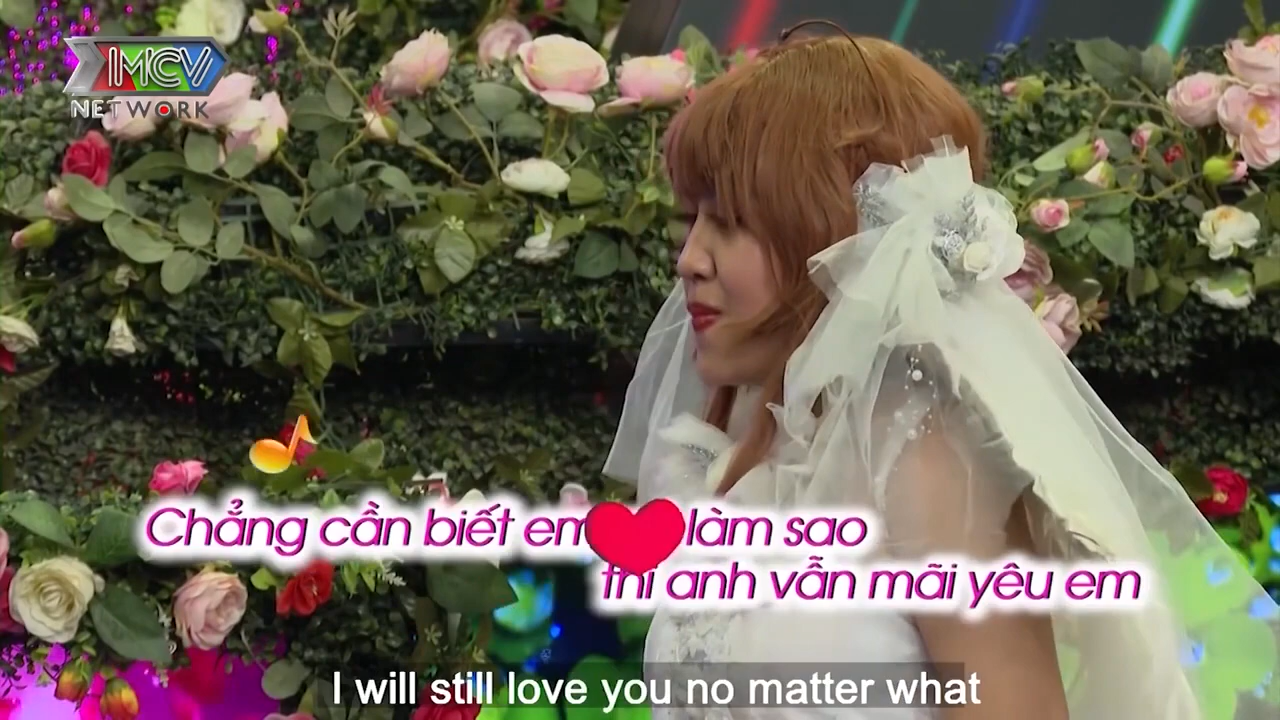 MCV
NETWORK
Chẳng cần biết em làm sao
thì anh vẫn mãi yêu em
I will still love you no matter what